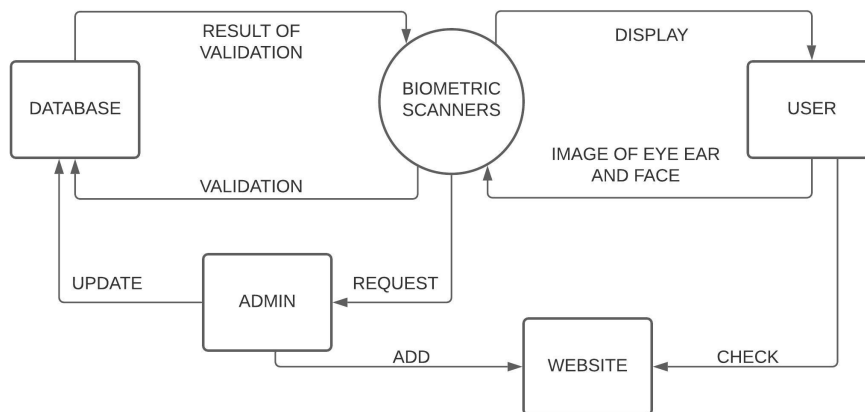 RESULT OF
VALIDATION
DISPLAY
DATABASE
BIOMETRIC
SCANNERS
USER
IMAGE OF EYE EAR
AND FACE
VALIDATION
UPDATE
ADMIN
REQUEST
ADD
WEBSITE
CHECK